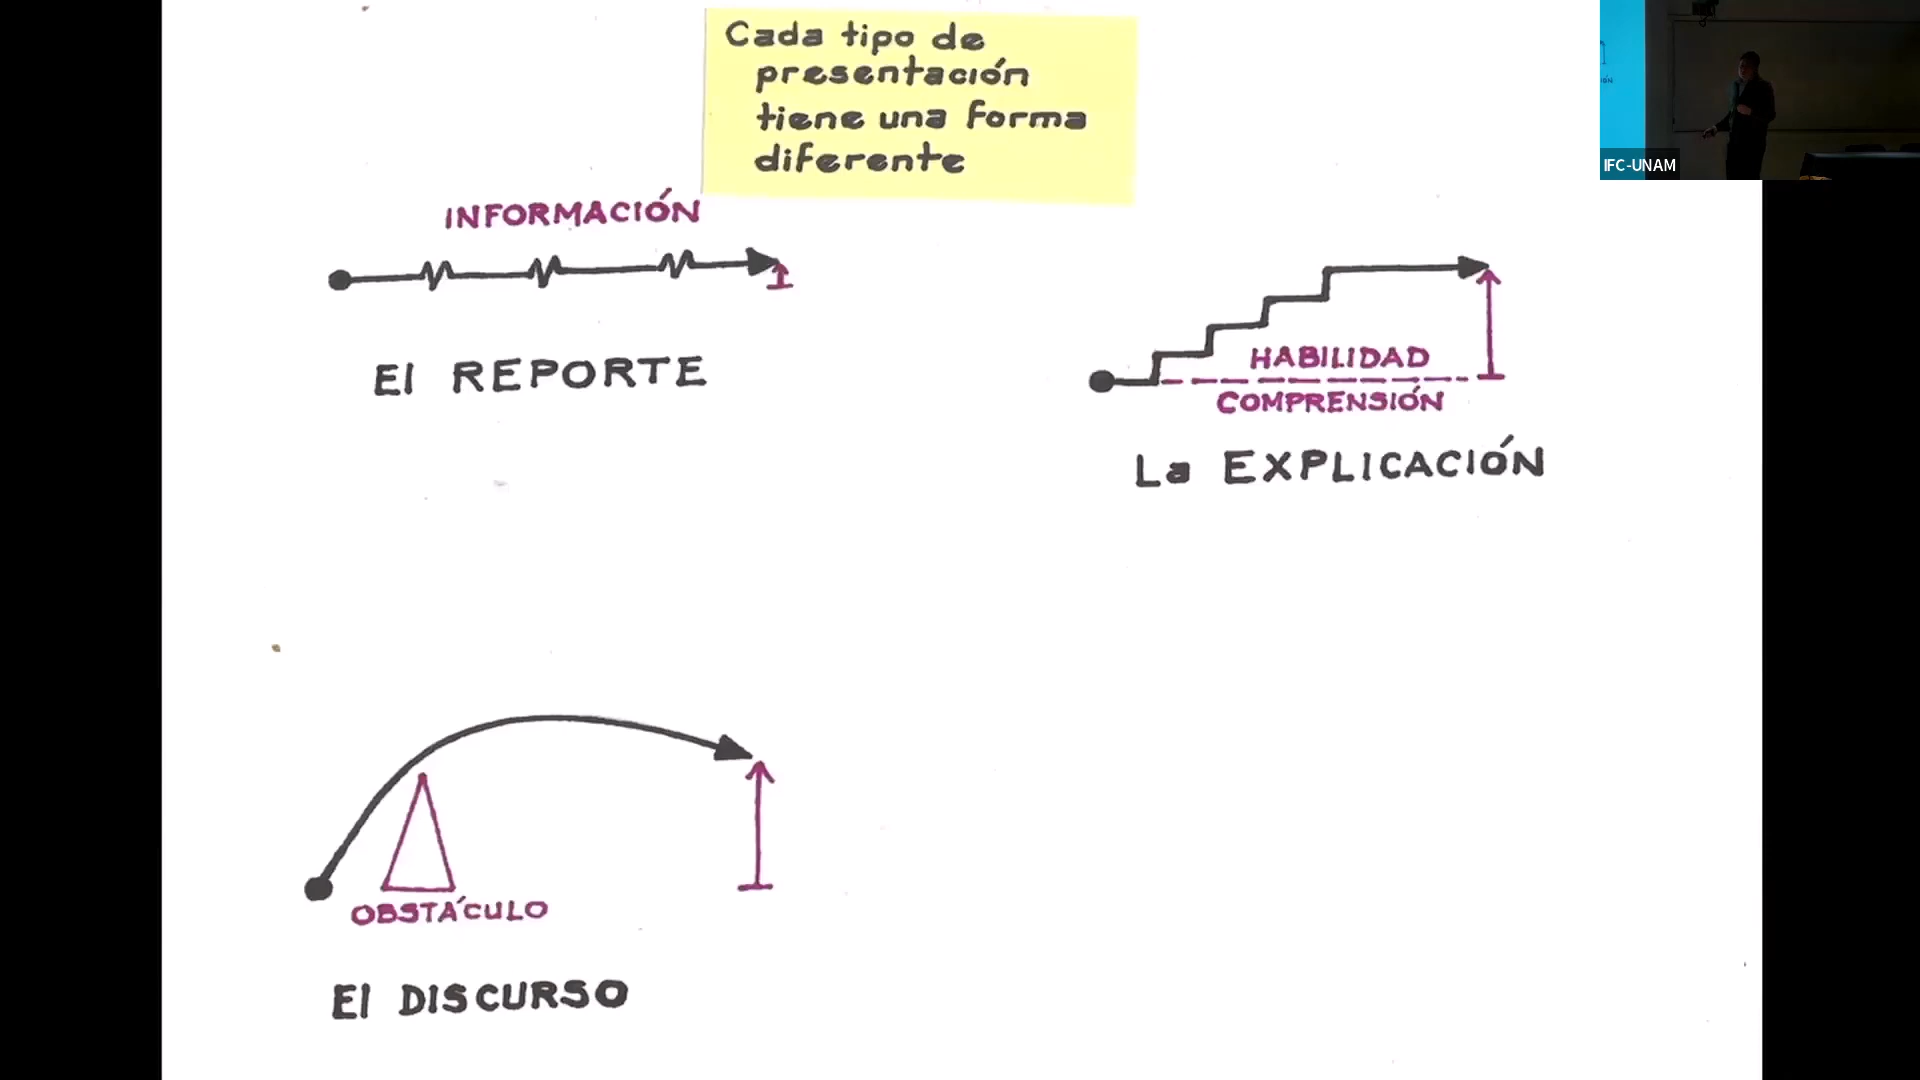 Cada tipo de
presentación
tiene una forma
diferente
IFC-UNAM
INFORMACIÓN
El REPORTE
HABILIDAD
COMPRENSIÓN
La EXPLICACIÓN
OBSTÁCULO
El DISCURSO